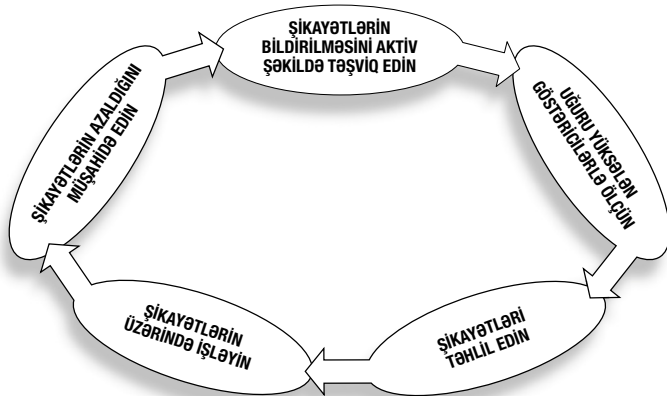 ŞİKAYƏTLƏRİN
BİLDİRİLMƏSİNİ AKTİV
ŞƏKİLDƏ TƏŞVİQ EDİN
UĞURU YÜKSƏLƏN
GÖSTƏRİCİLƏRLƏ ÖLÇÜN
ŞİKAYƏTLƏRİ
TƏHLİL EDİN
ŞİKAYƏTLƏRİN
ÜZƏRİNDƏ İŞLƏYİN
ŞİKAYƏTLƏRİN AZALDIĞINI
MÜŞAHİDƏ EDİN